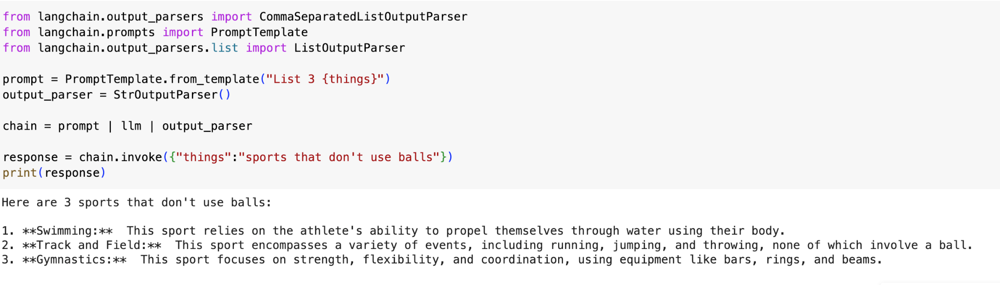 from langchain.output_parsers import CommaSeparatedListOutputParser
from langchain.prompts import PromptTemplate
from langchain.output_parsers.list import ListOutputParser
prompt = PromptTemplate.from_template("List 3 {things}")
output_parser = StrOutputParser()
chain = prompt | llm | output_parser
response = chain.invoke({"things":"sports that don't use balls"})
print(response)
Here are 3 sports that don't use balls:
1. **Swimming:**  This sport relies on the athlete's ability to propel themselves through water using their body.
2. **Track and Field:**  This sport encompasses a variety of events, including running, jumping, and throwing, none of which involve a ball.
3. **Gymnastics:**  This sport focuses on strength, flexibility, and coordination, using equipment like bars, rings, and beams.